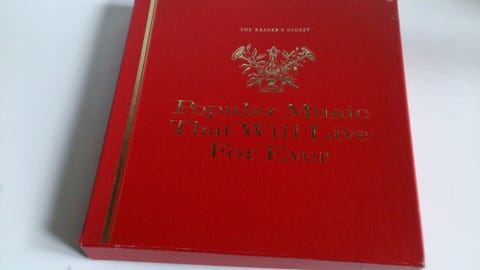 THE READER'S DIGEST
Popular Music
That Will Live
For Ever